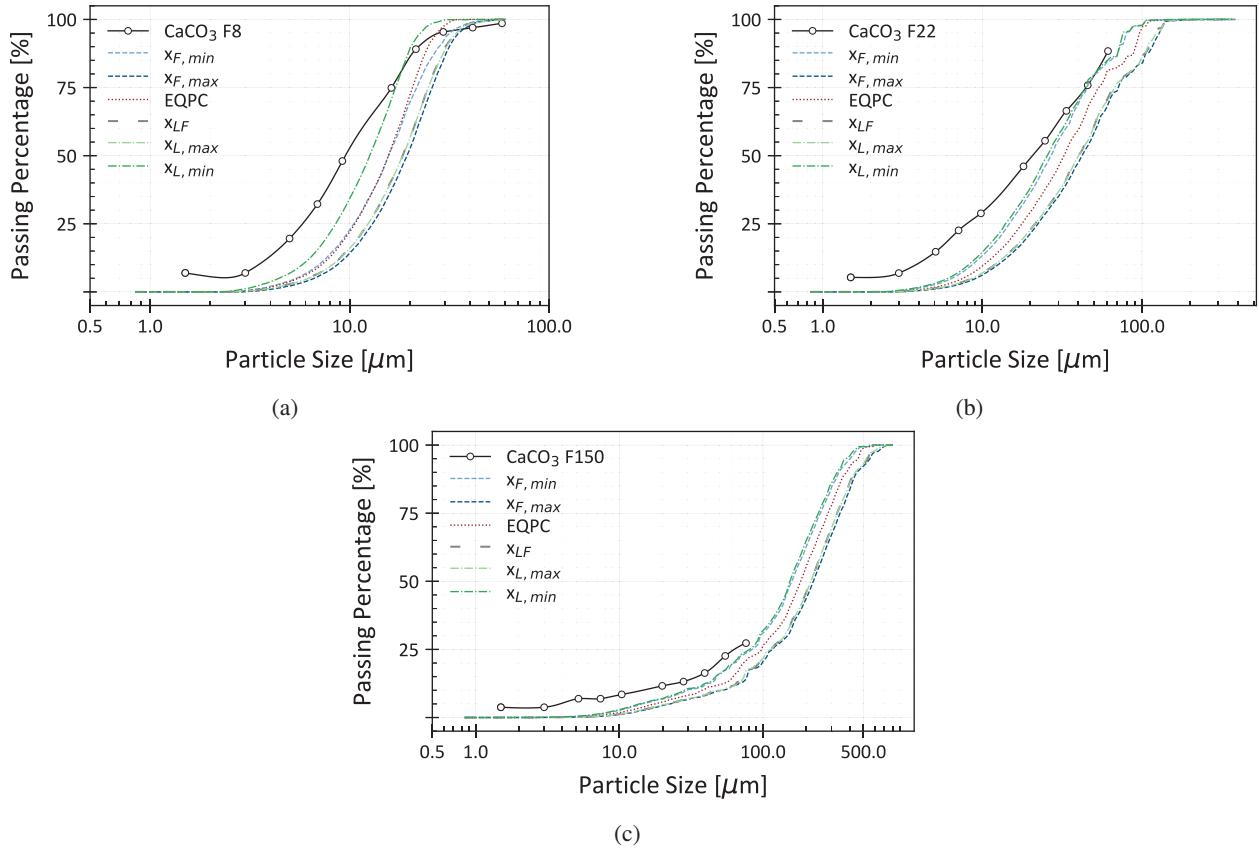 Passing Percentage [%]
100
75
50
25
CaCO3 F8
xF, min
xF, max
EQPC
xLF
xL, max
xL, min
0.5 1.0 10.0 100.0
Particle Size [μm]
(a)
Passing Percentage [%]
100
75
50
25
CaCO3 F22
xF, min
xF, max
EQPC
xLF
xL, max
xL, min
0.5 1.0 10.0 100.0
Particle Size [μm]
(b)
Passing Percentage [%]
100
75
50
25
CaCO3 F150
xF, min
xF, max
EQPC
xLF
xL, max
xL, min
0.5 1.0 10.0 100.0 500.0
Particle Size [μm]
(c)